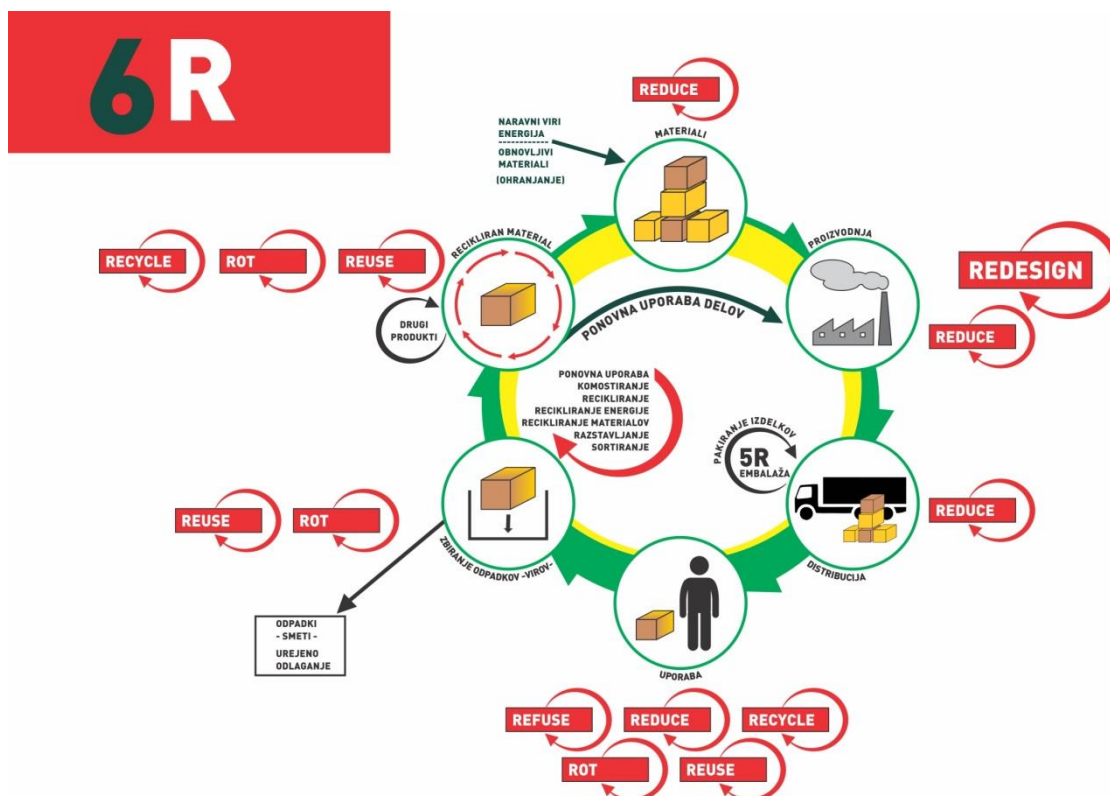 6R
REDUCE
MATERIALI
NARAVNI VIRI
ENERGIJA
OBNOVLJIVI
MATERIALI
(OHRANJANJE)
PROIZVODNJA
REDESIGN
REDUCE
RECIKLIRAN MATERIAL
RECYCLE
ROT
REUSE
DRUGI
PRODUKTI
PONOVNA UPORABA DELOV
PONOVNA UPORABA
KOMOSTIRANJE
RECIKLIRANJE
RECIKLIRANJE ENERGIJE
RECIKLIRANJE MATERIALOV
RAZSTAVLJANJE
SORTIRANJE
PAKIRANJE IZDELKOV
5R
EMBALAŽA
REDUCE
DISTRIBUCIJA
REUSE
ROT
ZBIRANJE ODPADKOV -VIROV-
ODPADKI
- SMETI -
UREJENO
ODLAGANJE
UPORABA
REFUSE
REDUCE
RECYCLE
ROT
REUSE